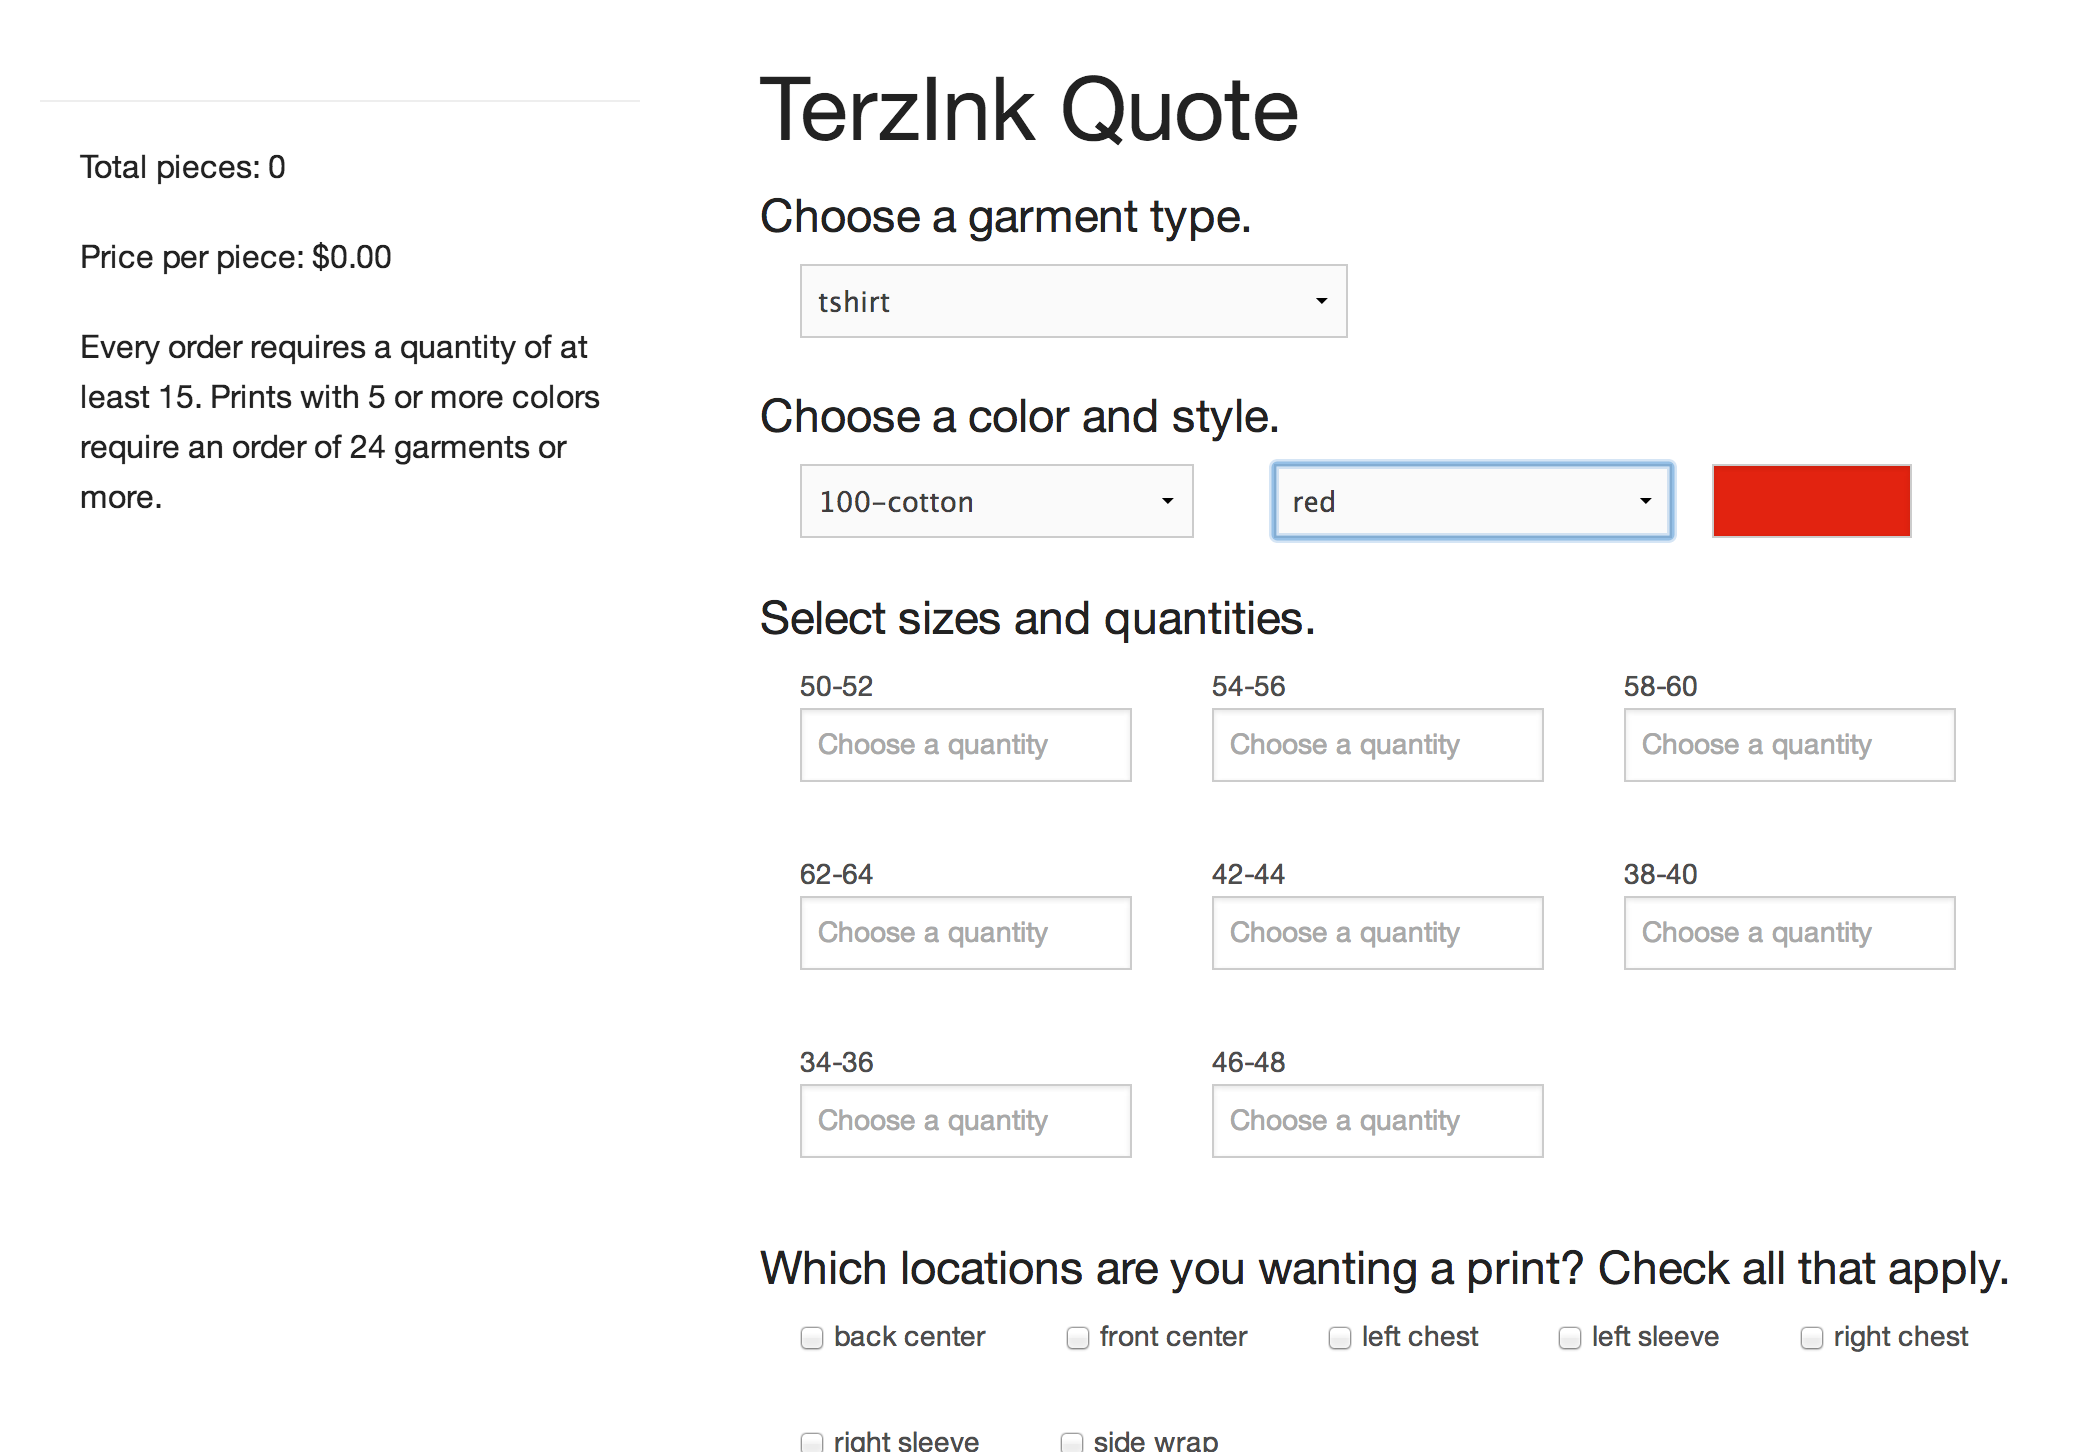 Total pieces: 0
Price per piece: $0.00
Every order requires a quantity of at
least 15. Prints with 5 or more colors
require an order of 24 garments or
more.
TerzInk Quote
Choose a garment type.
tshirt
Choose a color and style.
100-cotton red
Select sizes and quantities.
50-52 54-56 58-60
Choose a quantity Choose a quantity Choose a quantity
62-64 42-44 38-40
Choose a quantity Choose a quantity Choose a quantity
34-36 46-48
Choose a quantity Choose a quantity
Which locations are you wanting a print? Check all that apply.
back center front center left chest left sleeve right chest
right sleeve side wrap